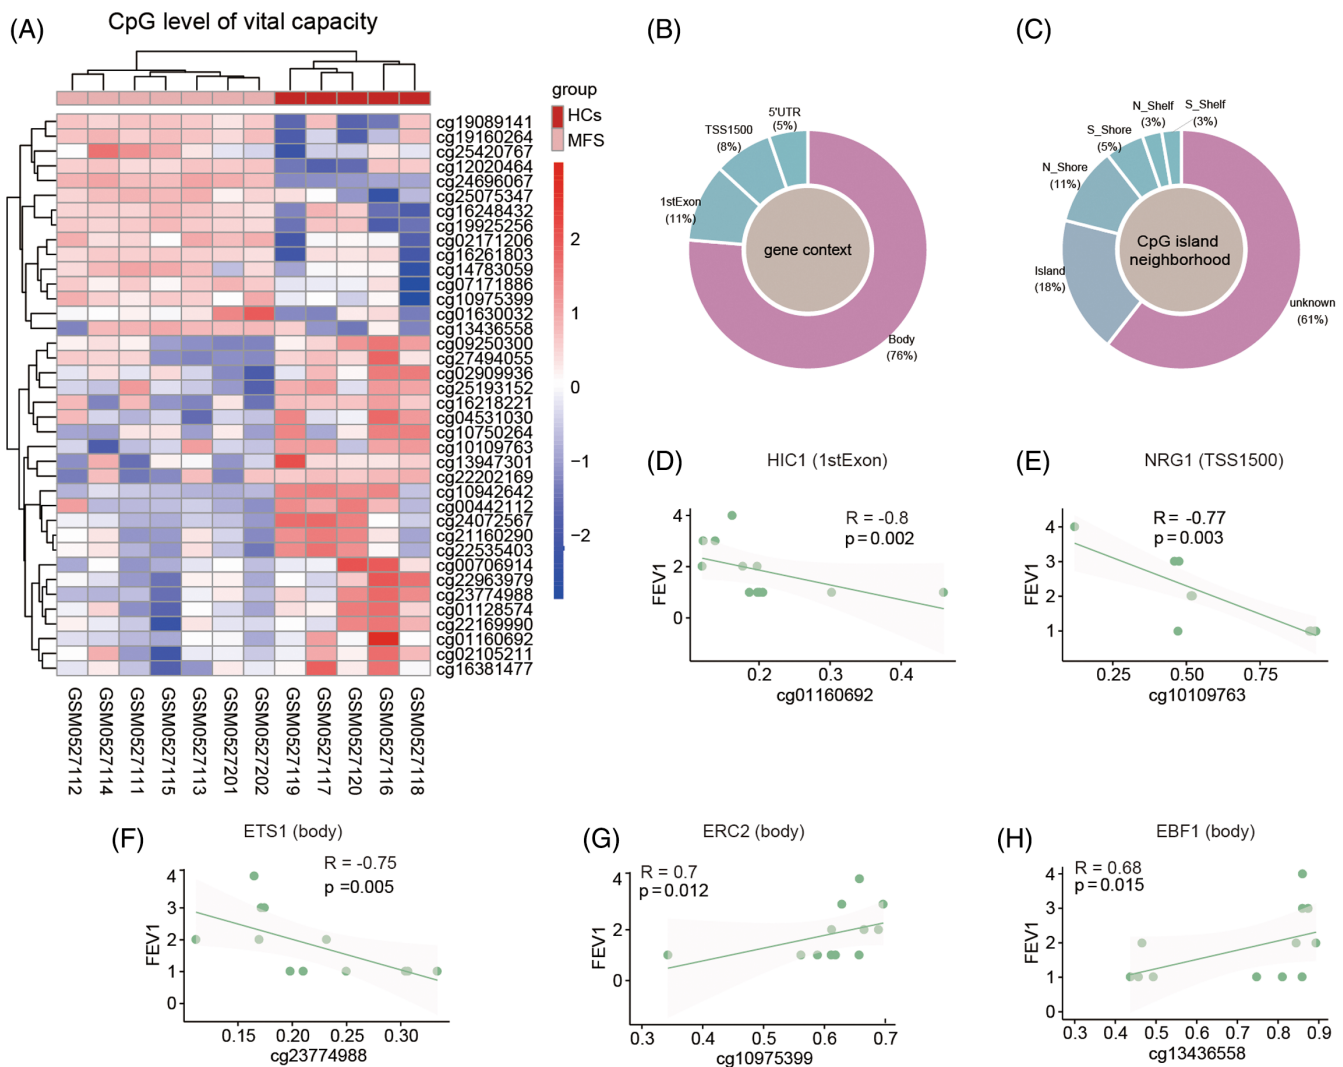 (A)
CpG level of vital capacity
group
HCs
MFS
2
1
0
−1
−2
cg19089141
cg19160264
cg25420767
cg12020464
cg24696067
cg25075347
cg16248432
cg19925256
cg02171206
cg16261803
cg14783059
cg07171886
cg10975399
cg01630032
cg13436558
cg09250300
cg27494055
cg02909936
cg25193152
cg16218221
cg04531030
cg10750264
cg10109763
cg13947301
cg22202169
cg10942642
cg00442112
cg24072567
cg21160290
cg22535403
cg00706914
cg22963979
cg23774988
cg01128574
cg22169990
cg01160692
cg02105211
cg16381477
GSM0527112
GSM0527114
GSM0527111
GSM0527115
GSM0527113
GSM0527201
GSM0527202
GSM0527119
GSM0527117
GSM0527120
GSM0527116
GSM0527118
(B)
5'UTR
(5%)
TSS1500
(8%)
1stExon
(11%)
gene context
Body
(76%)
(C)
N_Shelf
(3%)
S_Shelf
(3%)
S_Shore
(5%)
N_Shore
(11%)
Island
(18%)
CpG island
neighborhood
unknown
(61%)
(D)
HIC1 (1stExon)
R = -0.8
p = 0.002
FEV1
4
2
0
0.2 0.3 0.4
cg01160692
(E)
NRG1 (TSS1500)
R = -0.77
p = 0.003
FEV1
4
3
2
1
0.25 0.50 0.75
cg10109763
(F)
ETS1 (body)
R = -0.75
p =0.005
FEV1
4
3
2
1
0
0.15 0.20 0.25 0.30
cg23774988
(G)
ERC2 (body)
R = 0.7
p = 0.012
FEV1
4
2
0
0.3 0.4 0.5 0.6 0.7
cg10975399
(H)
EBF1 (body)
R = 0.68
p = 0.015
FEV1
4
3
2
1
0
0.3 0.4 0.5 0.6 0.7 0.8 0.9
cg13436558